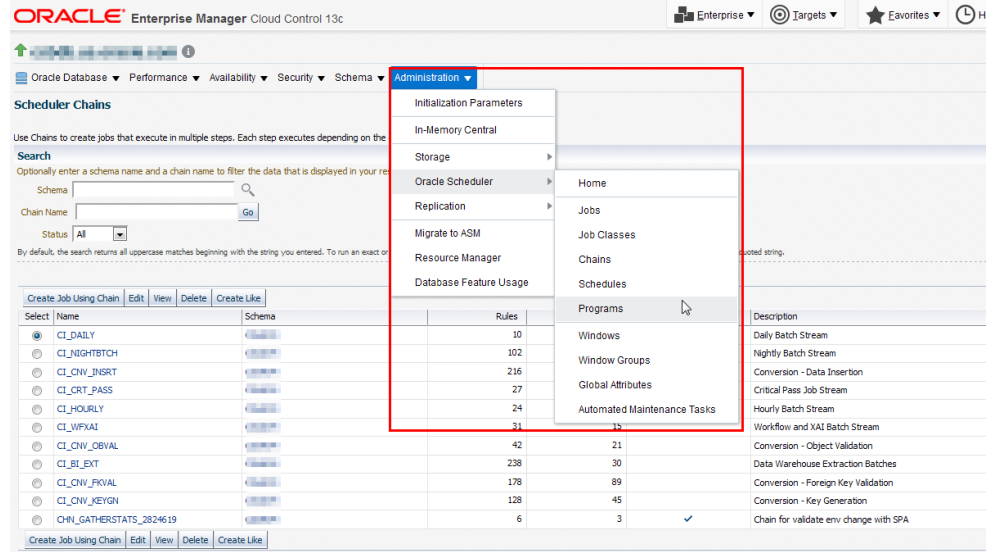 ORACLE Enterprise Manager Cloud Control 13c
Enterprise Targets Favorites H
Oracle Database Performance Availability Security Schema Administration
Scheduler Chains
Use Chains to create jobs that execute in multiple steps. Each step executes depending on the
Search
Optionally enter a schema name and a chain name to filter the data that is displayed in your res
Schema
Chain Name Go
Status All
By default, the search returns all uppercase matches beginning with the string you entered. To run an exact or
quoted string.
Initialization Parameters
In-Memory Central
Storage
Oracle Scheduler
Replication
Migrate to ASM
Resource Manager
Database Feature Usage
Home
Jobs
Job Classes
Chains
Schedules
Programs
Windows
Window Groups
Global Attributes
Automated Maintenance Tasks
Create Job Using Chain Edit View Delete Create Like
Select Name Schema Rules Description
CI_DAILY 10 Daily Batch Stream
CI_NIGHTBTCH 102 Nightly Batch Stream
CI_CNV_INSRT 216 Conversion - Data Insertion
CI_CRT_PASS 27 Critical Pass Job Stream
CI_HOURLY 24 Hourly Batch Stream
CI_WFXAI 31 15 Workflow and XAI Batch Stream
CI_CNV_OBVAL 42 21 Conversion - Object Validation
CI_BI_EXT 238 30 Data Warehouse Extraction Batches
CI_CNV_FKVAL 178 89 Conversion - Foreign Key Validation
CI_CNV_KEYGN 128 45 Conversion - Key Generation
CHN_GATHERSTATS_2824619 6 3 Chain for validate env change with SPA
Create Job Using Chain Edit View Delete Create Like